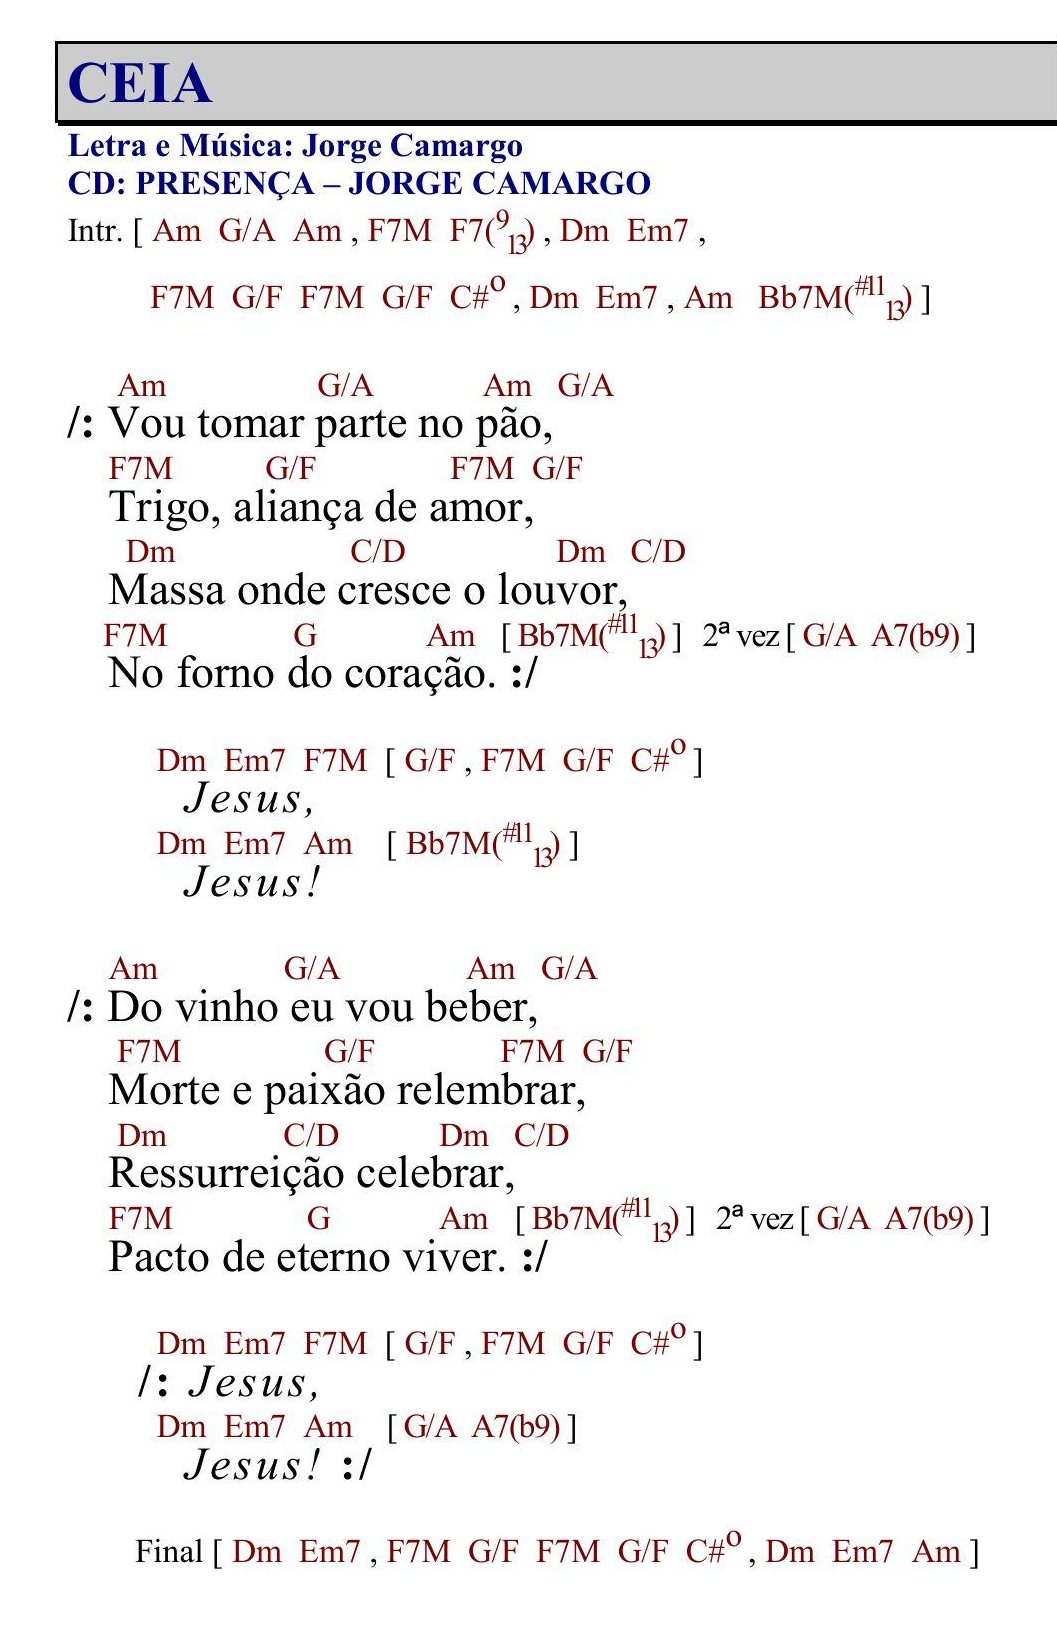 CEIA
Letra e Música: Jorge Camargo
CD: PRESENÇA – JORGE CAMARGO
Intr. [ Am G/A Am , F7M F7(9 13) , Dm Em7 ,
F7M G/F F7M G/F C#º , Dm Em7 , Am Bb7M(#11 13) ]
Am G/A Am G/A
/: Vou tomar parte no pão,
F7M G/F F7M G/F
Trigo, aliança de amor,
Dm C/D Dm C/D
Massa onde cresce o louvor,
F7M G Am [ Bb7M(#11 13) ] 2ª vez [ G/A A7(b9) ]
No forno do coração. :/
Dm Em7 F7M [ G/F , F7M G/F C#º ]
Jesus,
Dm Em7 Am [ Bb7M(#11 13) ]
Jesus!
Am G/A Am G/A
/: Do vinho eu vou beber,
F7M G/F F7M G/F
Morte e paixão relembrar,
Dm C/D Dm C/D
Ressurreição celebrar,
F7M G Am [ Bb7M(#11 13) ] 2ª vez [ G/A A7(b9) ]
Pacto de eterno viver. :/
Dm Em7 F7M [ G/F , F7M G/F C#º ]
/: Jesus,
Dm Em7 Am [ G/A A7(b9) ]
Jesus! :/
Final [ Dm Em7 , F7M G/F F7M G/F C#º , Dm Em7 Am ]